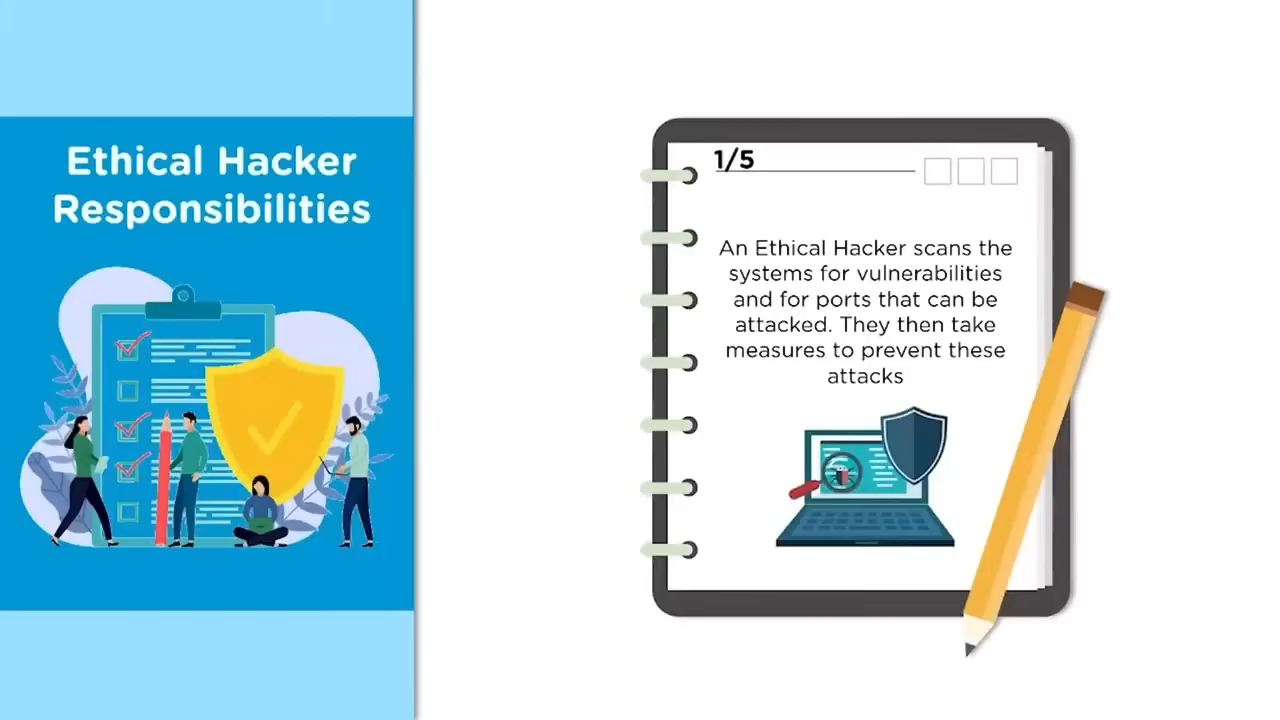 Ethical Hacker
Responsibilities
1/5
An Ethical Hacker scans the
systems for vulnerabilities
and for ports that can be
attacked. They then take
measures to prevent these
attacks